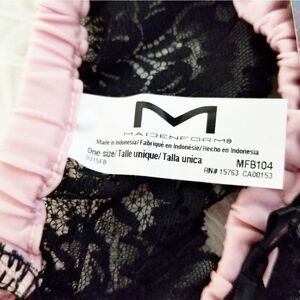 M
MAIDENFORM®
Made in Indonesia/ Fabriqué en Indonésie/ Hecho en Indonesia
One size/ Taille unique/ Talla unica
MFB104
RN# 15763 CA00153